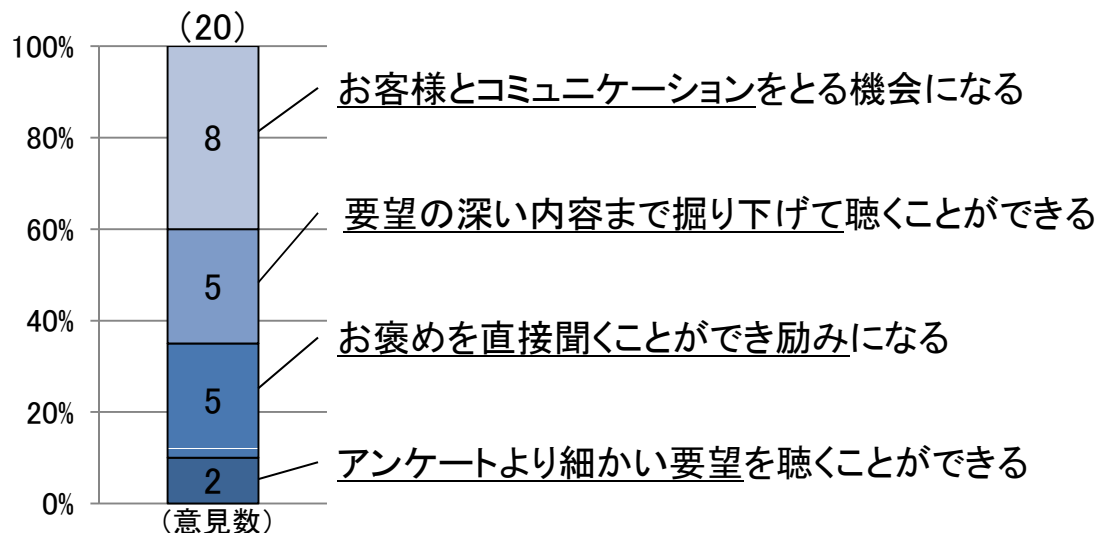 (20)
100%
80%
60%
40%
20%
0%
8
5
5
2
(意見数)
お客様とコミュニケーションをとる機会になる
要望の深い内容まで掘り下げて聴くことができる
お褒めを直接聞くことができ励みになる
アンケートより細かい要望を聴くことができる